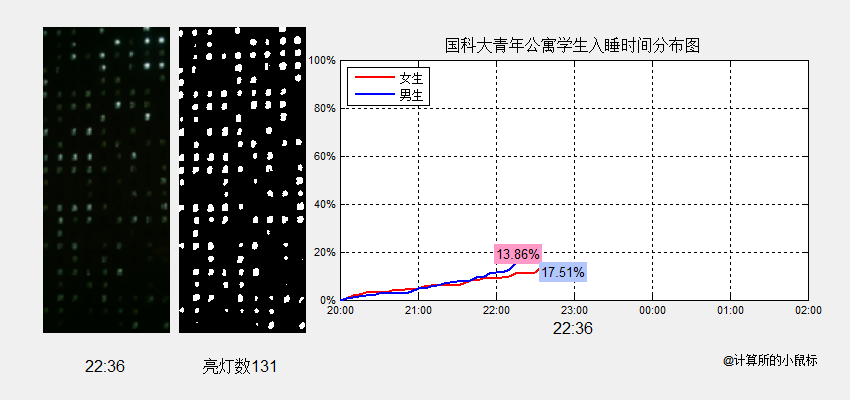 国科大青年公寓学生入睡时间分布图
100%
80%
60%
40%
20%
0%
女生
男生
13.86%
17.51%
20:00 21:00 22:00 23:00 00:00 01:00 02:00
22:36
22:36
亮灯数131
@计算所的小鼠标